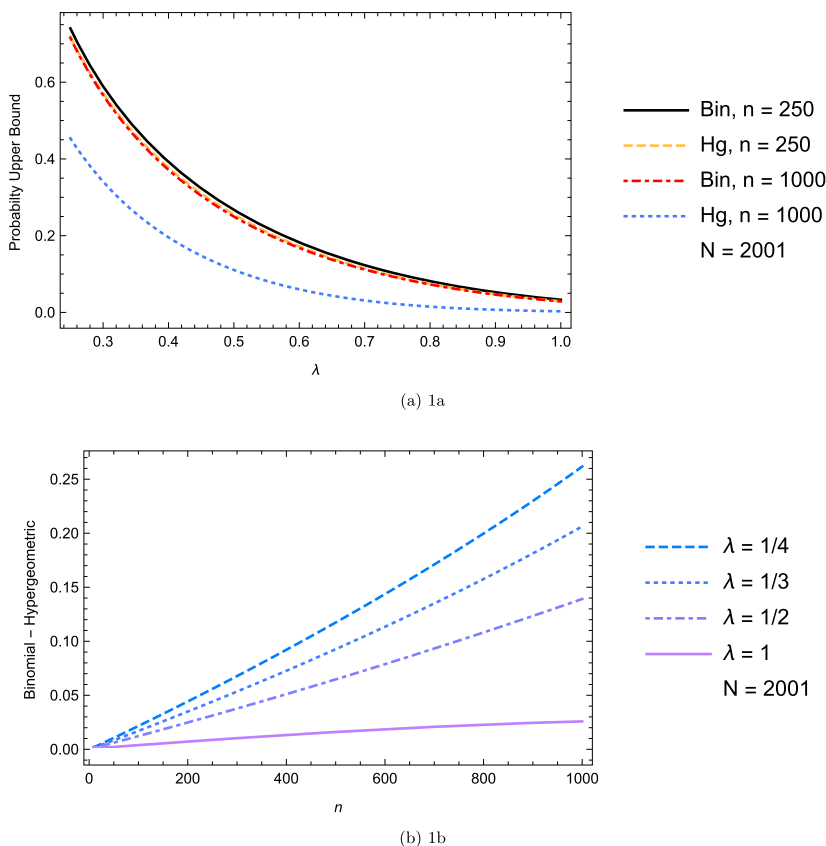 Probabilty Upper Bound
0.6
0.4
0.2
0.0
0.3 0.4 0.5 0.6 0.7 0.8 0.9 1.0
λ
Bin, n = 250
Hg, n = 250
Bin, n = 1000
Hg, n = 1000
N = 2001
(a) 1a
Binomial − Hypergeometric
0.25
0.20
0.15
0.10
0.05
0.00
0 200 400 600 800 1000
n
λ = 1/4
λ = 1/3
λ = 1/2
λ = 1
N = 2001
(b) 1b